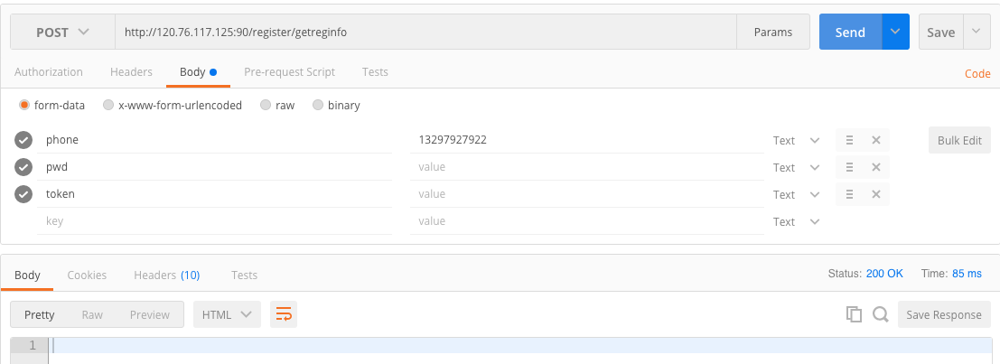 POST http://120.76.117.125:90/register/getreginfo Params Send Save
Authorization Headers Body Pre-request Script Tests Code
form-data x-www-form-urlencoded raw binary
phone 13297927922 Text Bulk Edit
pwd value Text
token value Text
key value Text
Body Cookies Headers (10) Tests Status: 200 OK Time: 85 ms
Pretty Raw Preview HTML Save Response
1